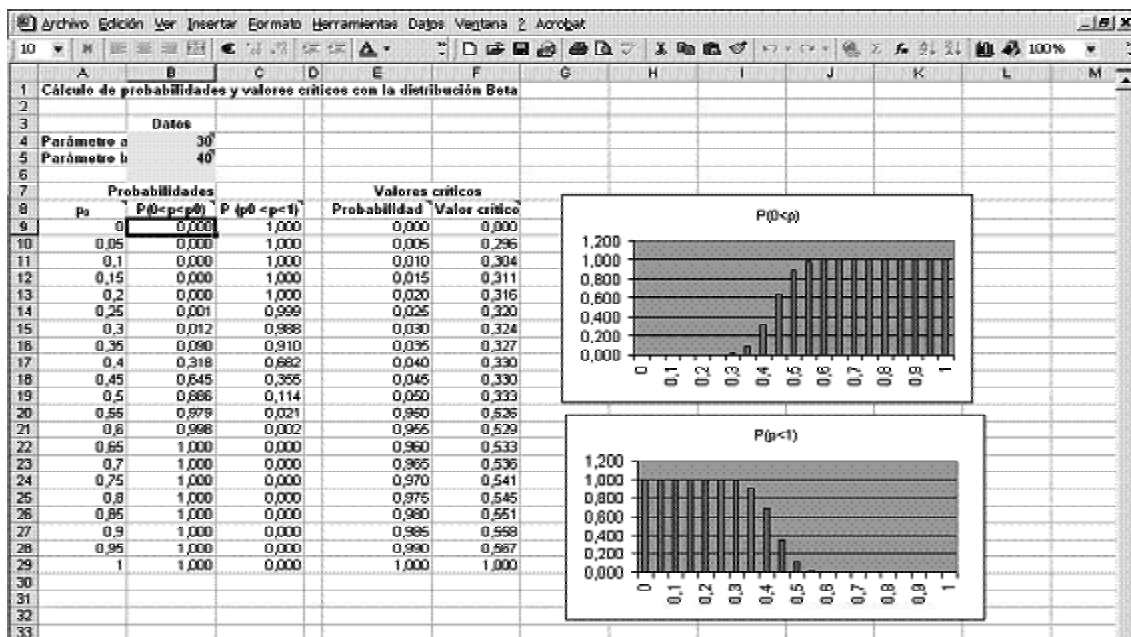 Archivo Edición Ver Insertar Formato Herramientas Datos Ventana ? Acrobat
10 100%
A B C D E F G H I J K L M
1 Cálculo de probabilidades y valores críticos con la distribución Beta
2
3 Datos
4 Parámetro a 30
5 Parámetro b 40
6
7 Probabilidades Valores críticos
8 p₀ P(0<p<p0) P (p0 <p<1) Probabilidad Valor crítico
9 0 0,000 1,000 0,000 0,000
10 0,05 0,000 1,000 0,005 0,296
11 0,1 0,000 1,000 0,010 0,304
12 0,15 0,000 1,000 0,015 0,311
13 0,2 0,000 1,000 0,020 0,316
14 0,25 0,001 0,999 0,025 0,320
15 0,3 0,012 0,988 0,030 0,324
16 0,35 0,090 0,910 0,035 0,327
17 0,4 0,318 0,682 0,040 0,330
18 0,45 0,645 0,355 0,045 0,330
19 0,5 0,886 0,114 0,050 0,333
20 0,55 0,979 0,021 0,950 0,526
21 0,6 0,998 0,002 0,955 0,529
22 0,65 1,000 0,000 0,960 0,533
23 0,7 1,000 0,000 0,965 0,536
24 0,75 1,000 0,000 0,970 0,541
25 0,8 1,000 0,000 0,975 0,545
26 0,85 1,000 0,000 0,980 0,551
27 0,9 1,000 0,000 0,985 0,558
28 0,95 1,000 0,000 0,990 0,567
29 1 1,000 0,000 1,000 1,000
30
31
32
33
P(0<p)
1,200
1,000
0,800
0,600
0,400
0,200
0,000
0 0,1 0,2 0,3 0,4 0,5 0,6 0,7 0,8 0,9 1
P(p<1)
1,200
1,000
0,800
0,600
0,400
0,200
0,000
0 0,1 0,2 0,3 0,4 0,5 0,6 0,7 0,8 0,9 1